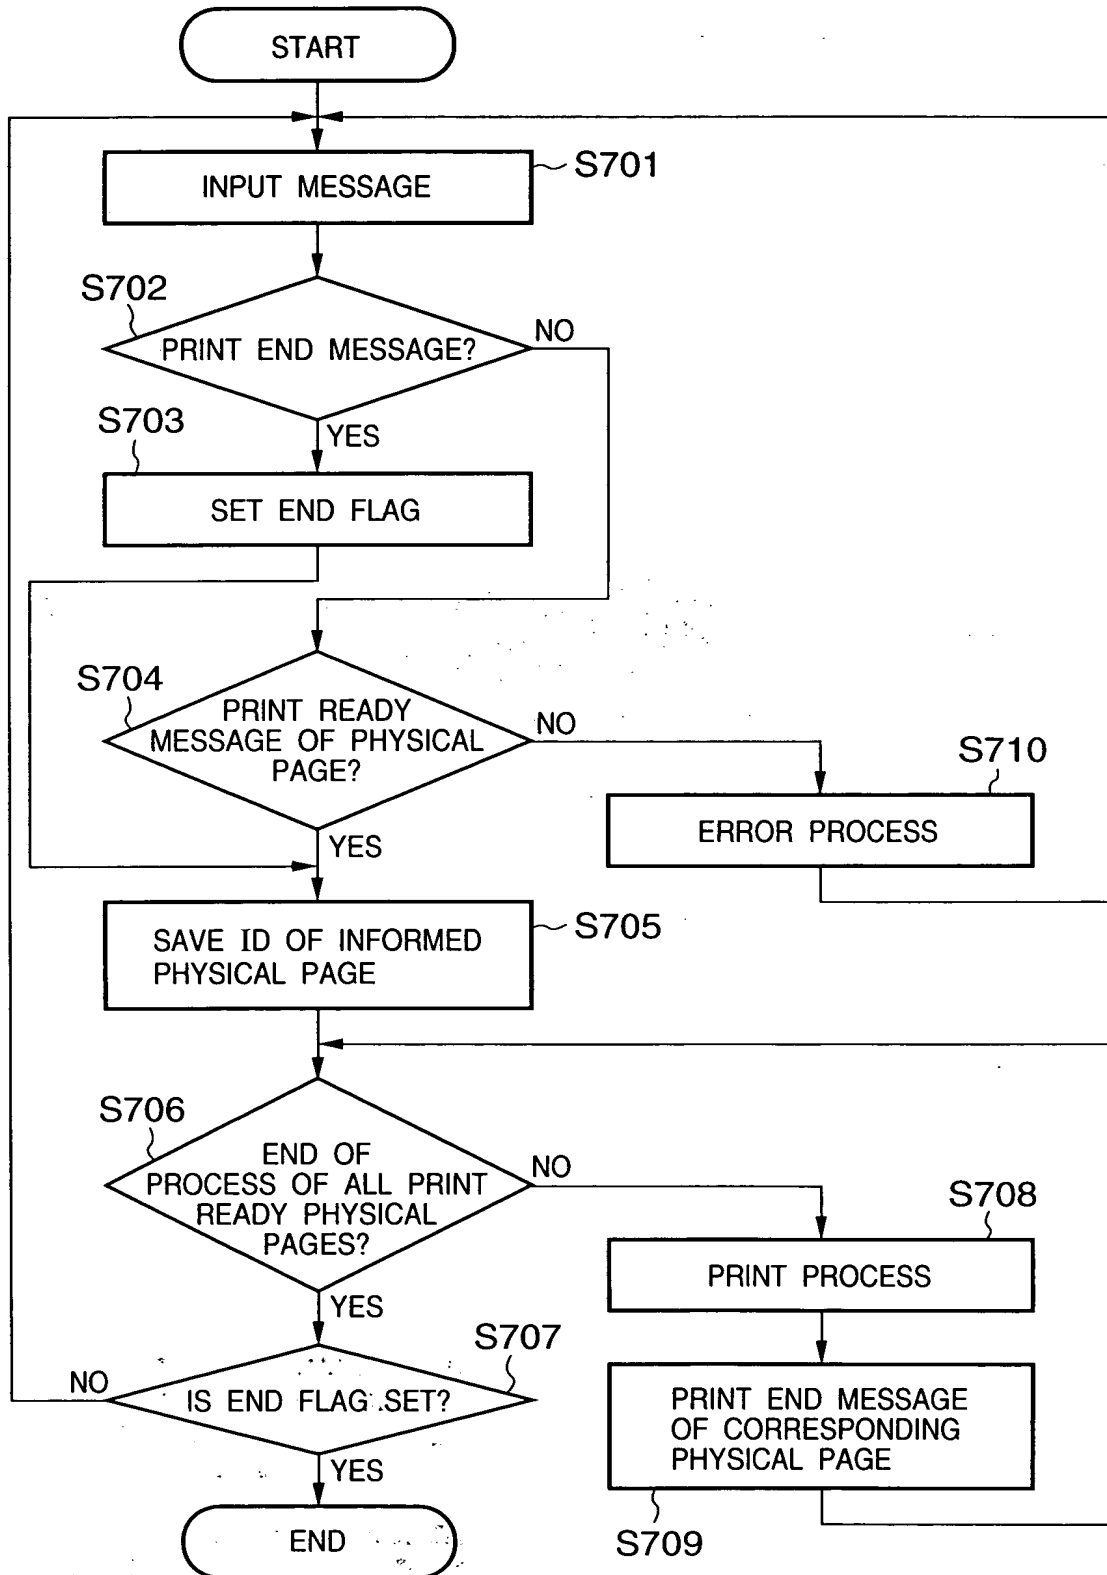 START
S701
INPUT MESSAGE
S702
PRINT END MESSAGE?
NO
YES
S703
SET END FLAG
S704
PRINT READY
MESSAGE OF PHYSICAL
PAGE?
NO
YES
S710
ERROR PROCESS
S705
SAVE ID OF INFORMED
PHYSICAL PAGE
S706
END OF
PROCESS OF ALL PRINT
READY PHYSICAL
PAGES?
NO
YES
S708
PRINT PROCESS
S707
IS END FLAG SET?
NO
YES
PRINT END MESSAGE
OF CORRESPONDING
PHYSICAL PAGE
S709
END